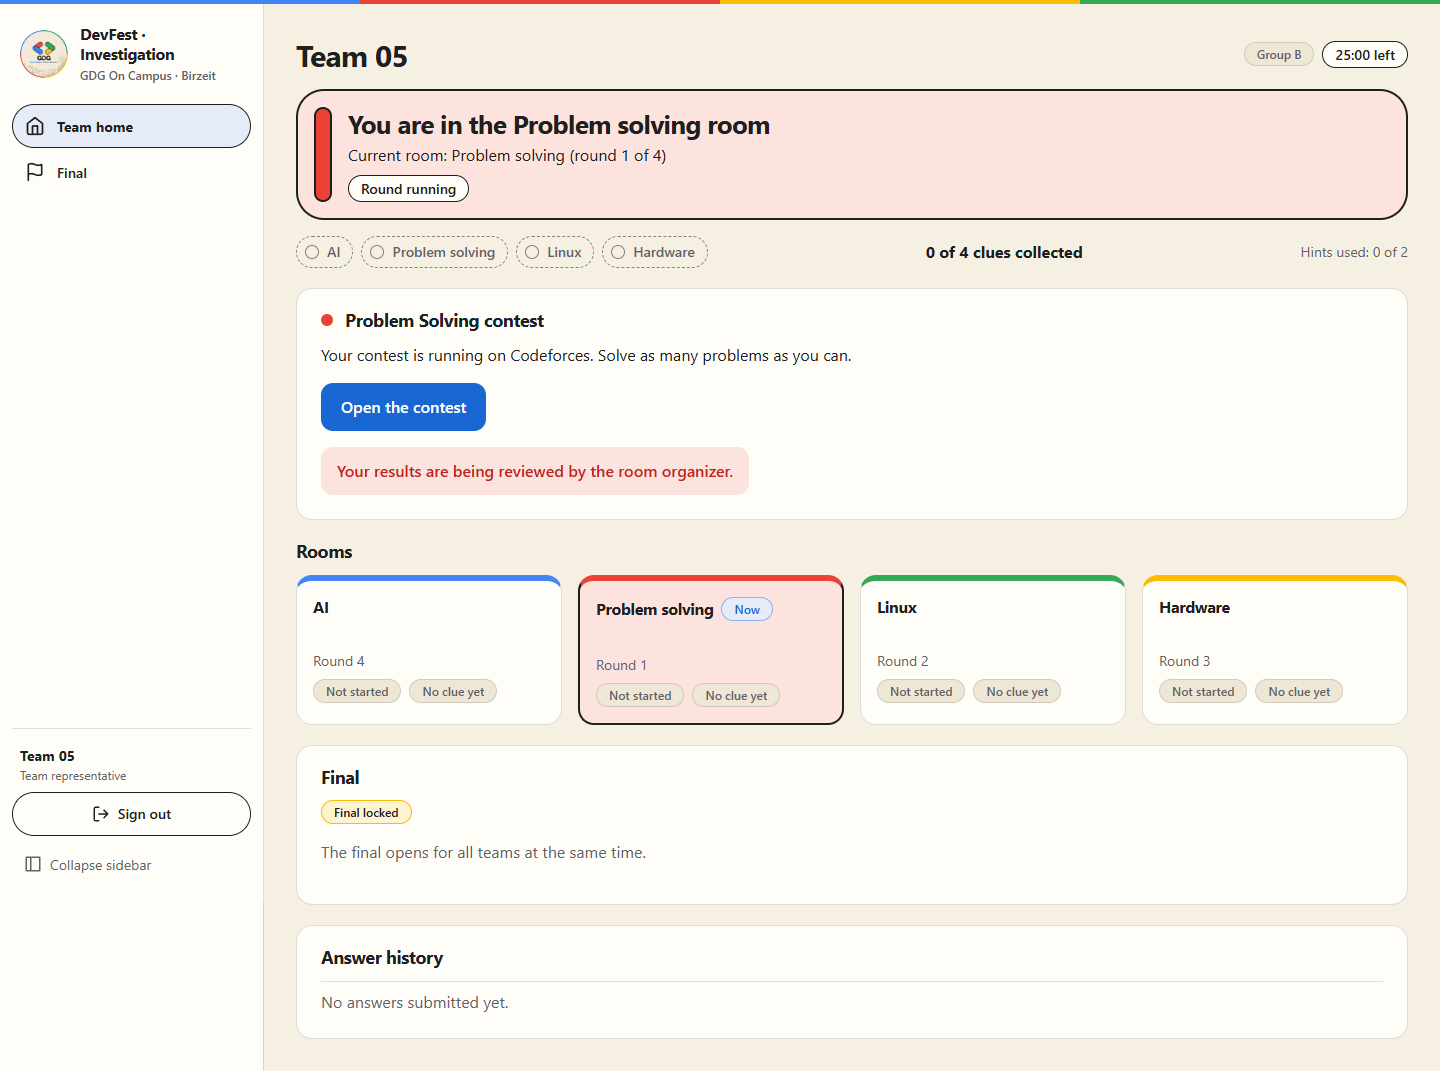 DevFest ·
Investigation
GDG On Campus · Birzeit
Team home
Final
Team 05
Team representative
Sign out
Collapse sidebar
Team 05
Group B
25:00 left
You are in the Problem solving room
Current room: Problem solving (round 1 of 4)
Round running
AI
Problem solving
Linux
Hardware
0 of 4 clues collected
Hints used: 0 of 2
Problem Solving contest
Your contest is running on Codeforces. Solve as many problems as you can.
Open the contest
Your results are being reviewed by the room organizer.
Rooms
AI
Round 4
Not started
No clue yet
Problem solving
Now
Round 1
Not started
No clue yet
Linux
Round 2
Not started
No clue yet
Hardware
Round 3
Not started
No clue yet
Final
Final locked
The final opens for all teams at the same time.
Answer history
No answers submitted yet.